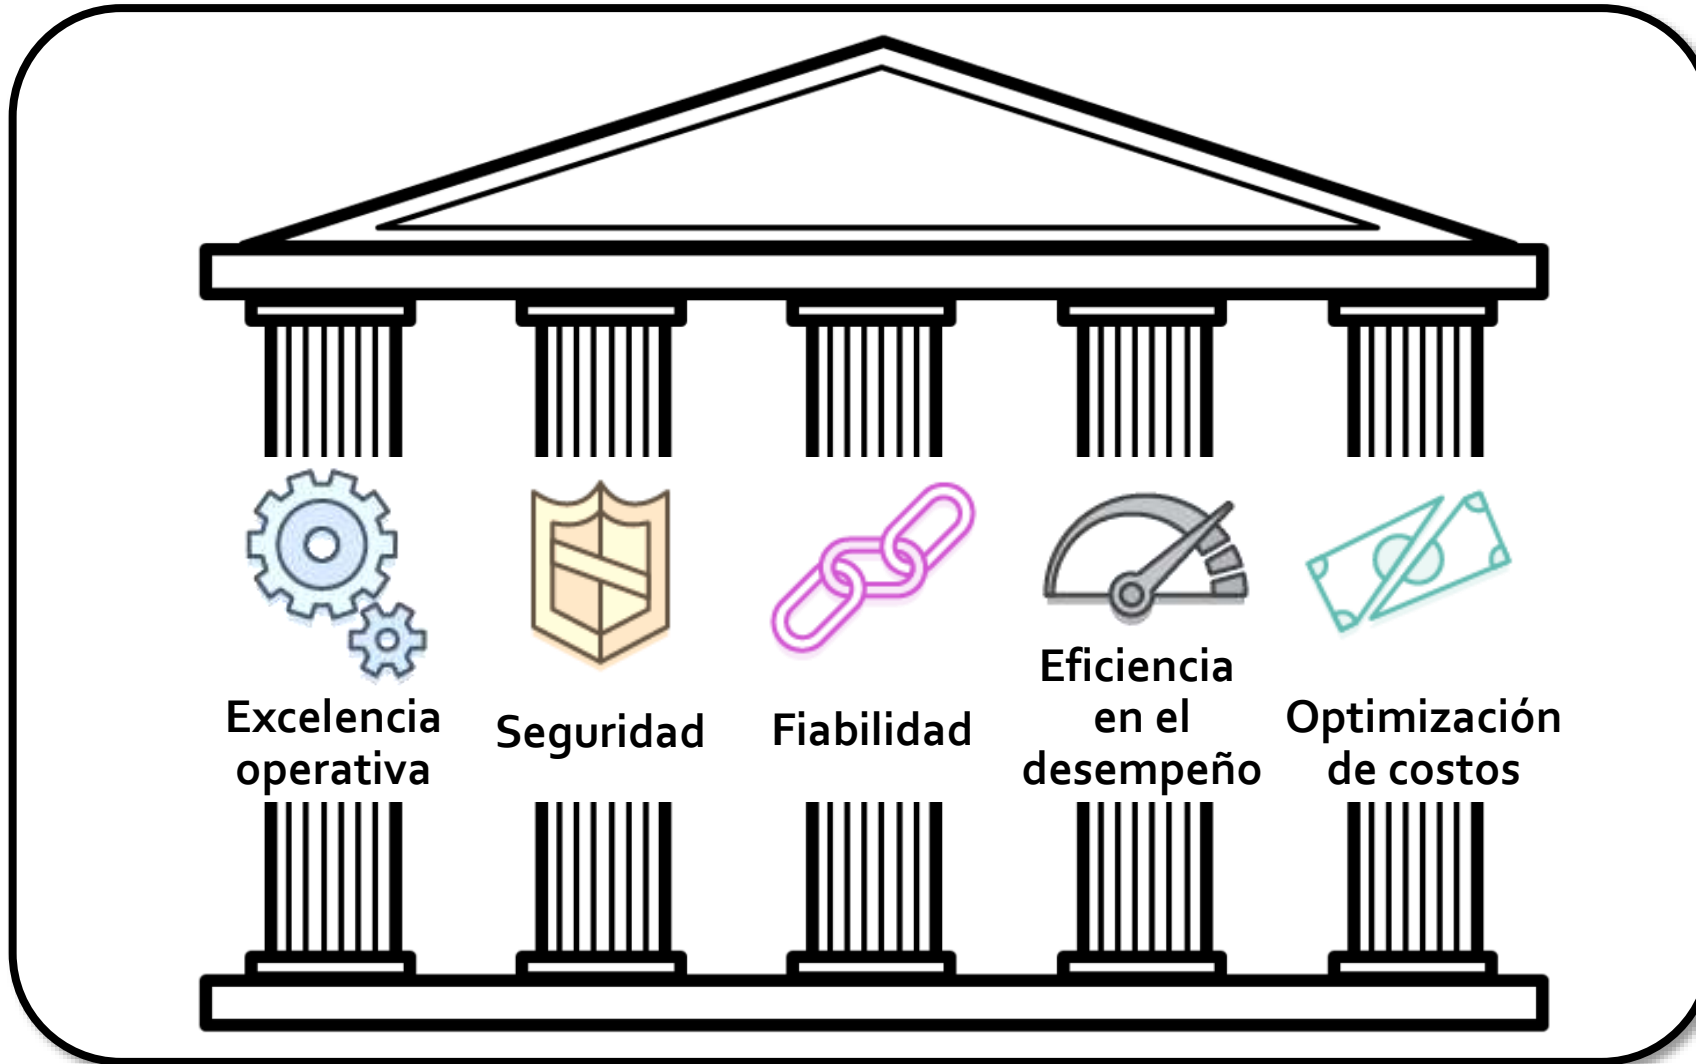 Excelencia
operativa
Seguridad
Fiabilidad
Eficiencia
en el
desempeño
Optimización
de costos